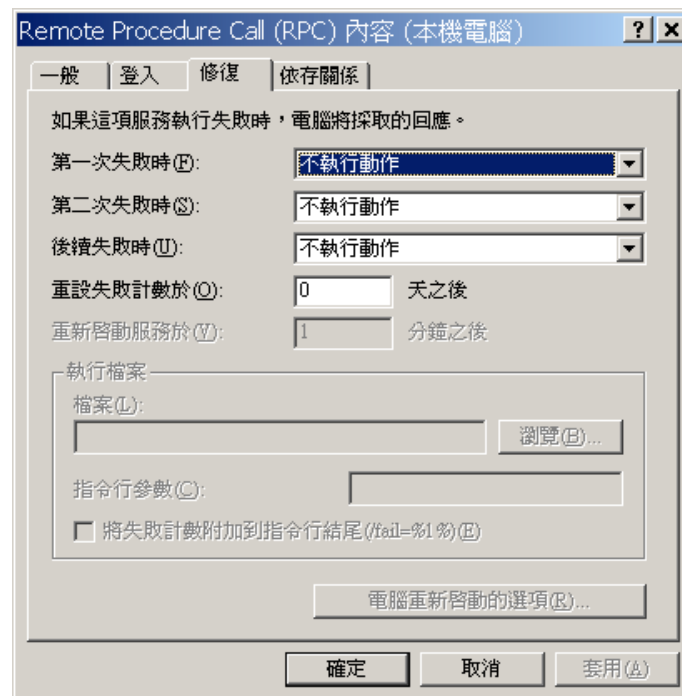 Remote Procedure Call (RPC) 內容 (本機電腦)
一般 登入 修復 依存關係
如果這項服務執行失敗時，電腦將採取的回應。
第一次失敗時(F): 不執行動作
第二次失敗時(S): 不執行動作
後續失敗時(U): 不執行動作
重設失敗計數於(O): 0 天之後
重新啓動服務於(V): 1 分鐘之後
執行檔案
檔案(L):
瀏覽(B)...
指令行參數(C):
將失敗計數附加到指令行結尾(/fail=%1%)(E)
電腦重新啓動的選項(R)...
確定 取消 套用(A)